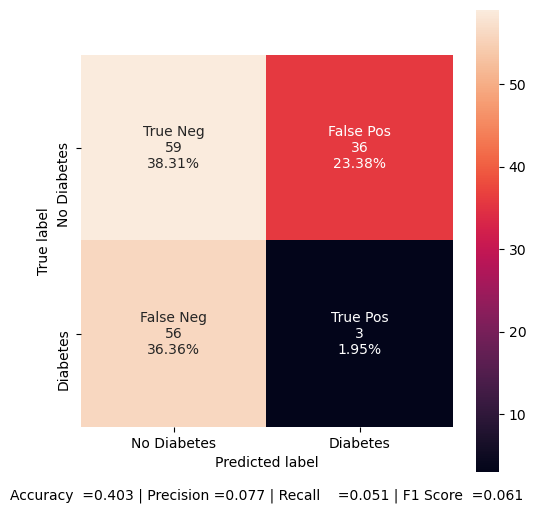 True Neg
59
38.31%
False Pos
36
23.38%
False Neg
56
36.36%
True Pos
3
1.95%
No Diabetes
Diabetes
True label
No Diabetes
Diabetes
Predicted label
50
40
30
20
10
Accuracy  =0.403 | Precision =0.077 | Recall    =0.051 | F1 Score  =0.061